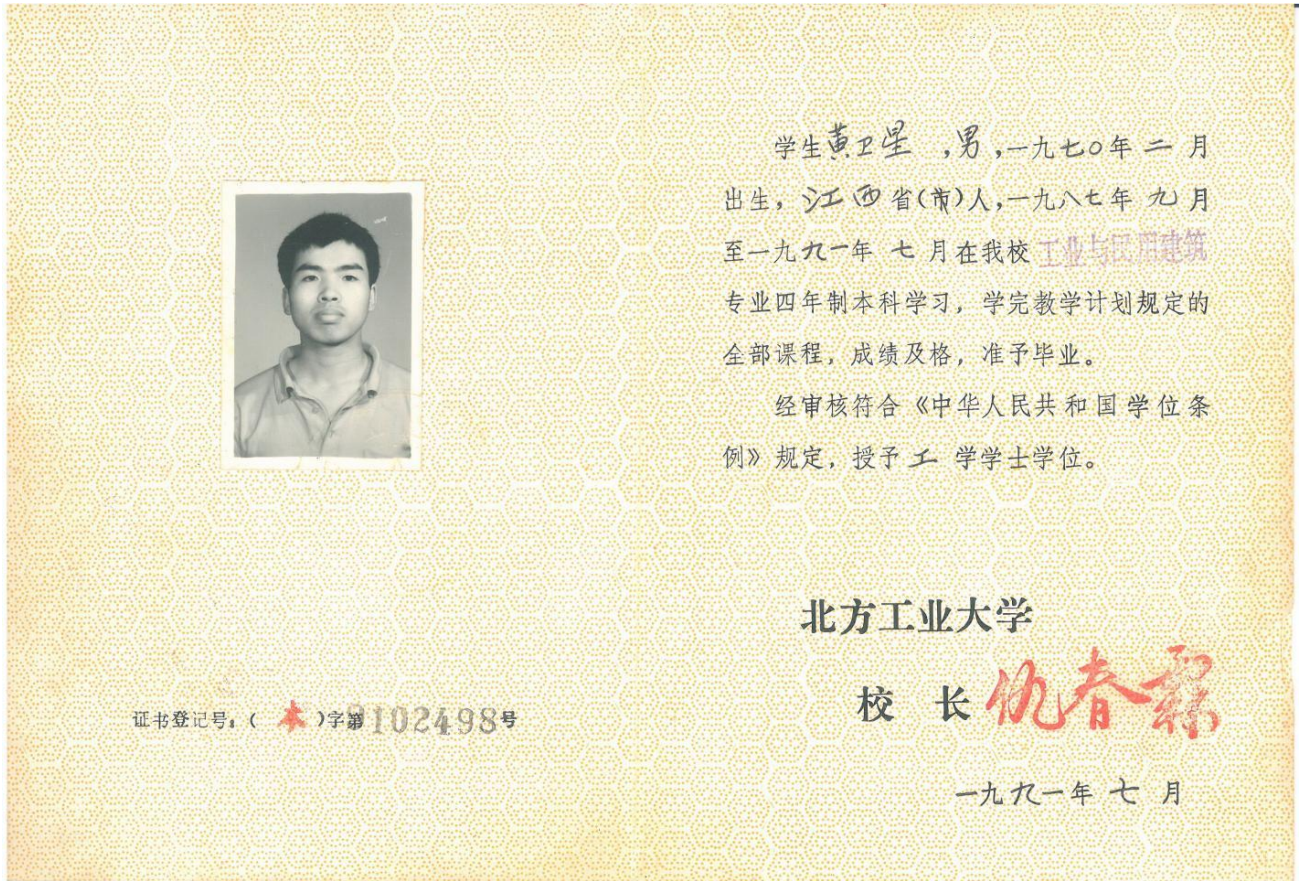 学生黄卫星,男,一九七〇年二月
出生,江西省(市)人,一九八七年九月
至一九九一年七月在我校工业与民用建筑
专业四年制本科学习,学完教学计划规定的
全部课程,成绩及格,准予毕业。
经审核符合《中华人民共和国学位条
例》规定,授予工学学士学位。
北方工业大学
校长仇春霖
一九九一年七月
证书登记号:(本)字第9102498号